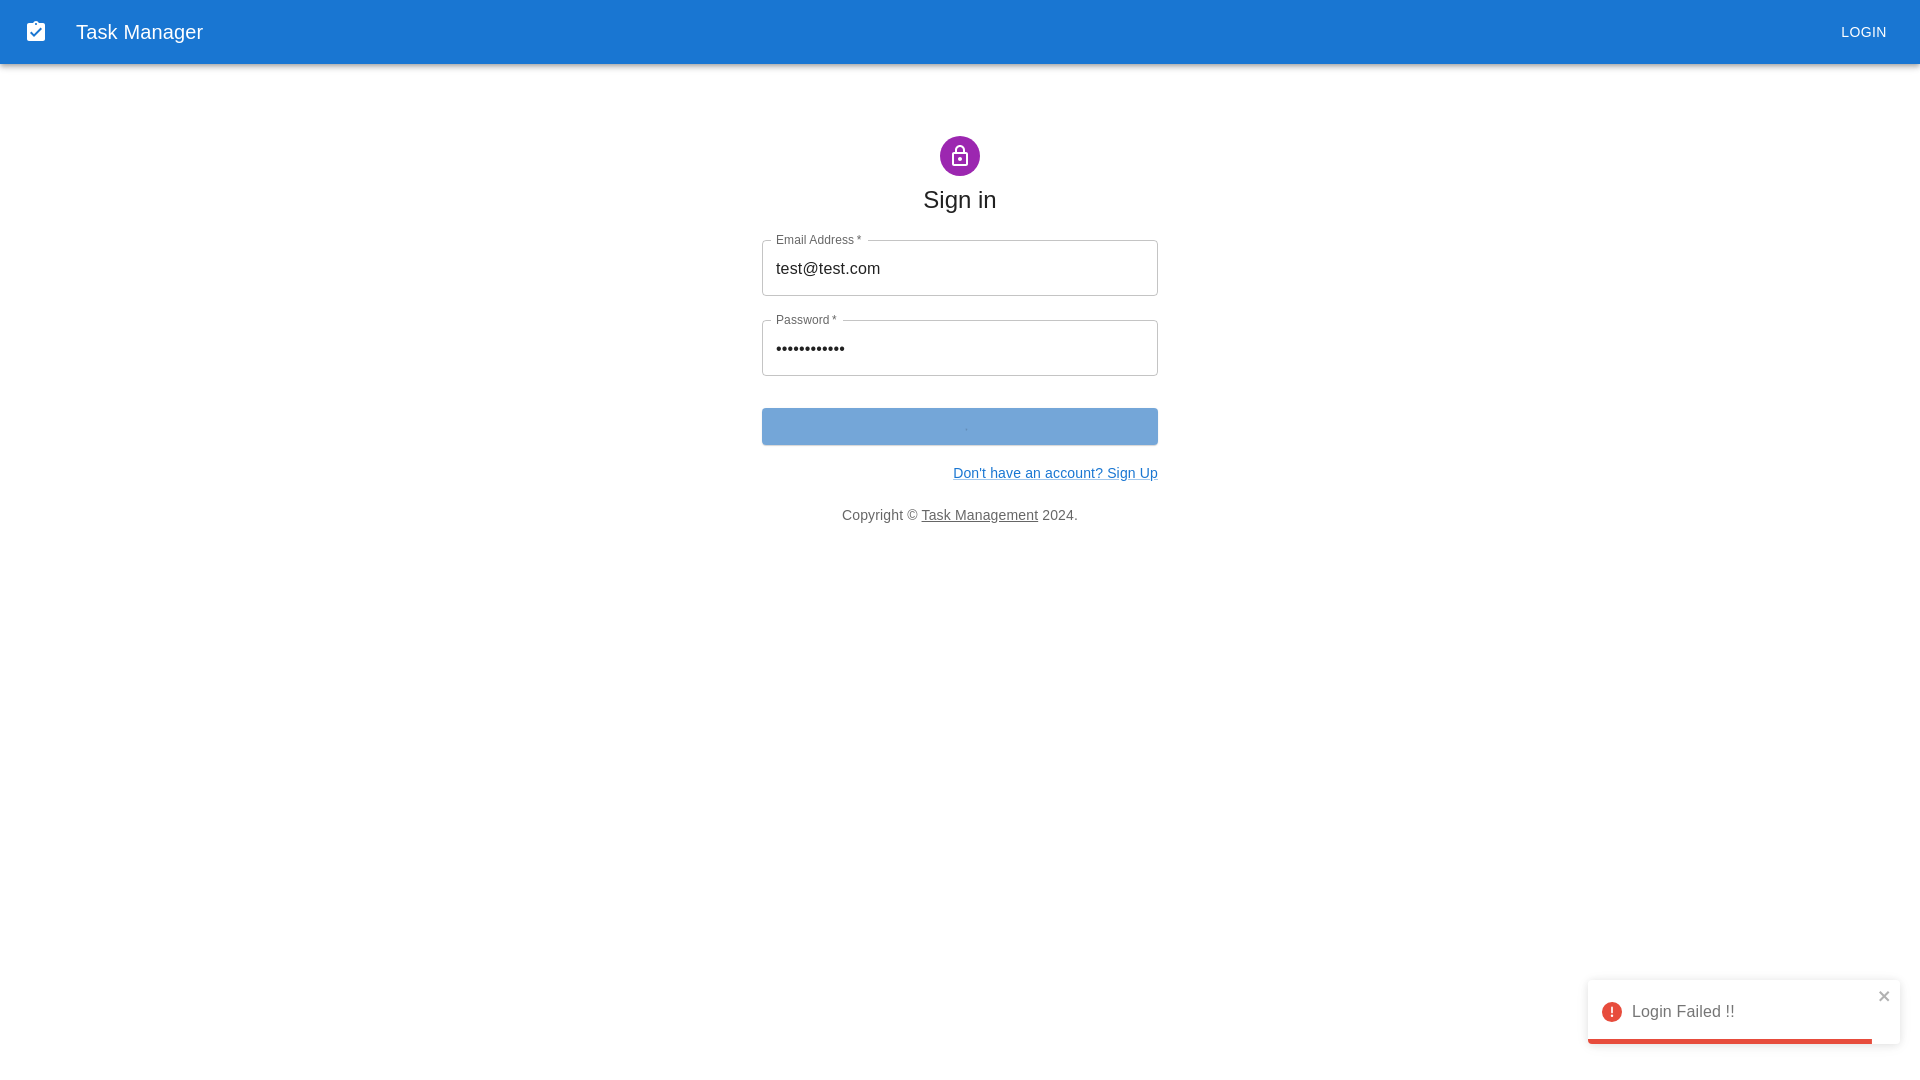 Task Manager
LOGIN
Sign in
Email Address *
test@test.com
Password *
••••••••••••
Don't have an account? Sign Up
Copyright © Task Management 2024.
Login Failed !!